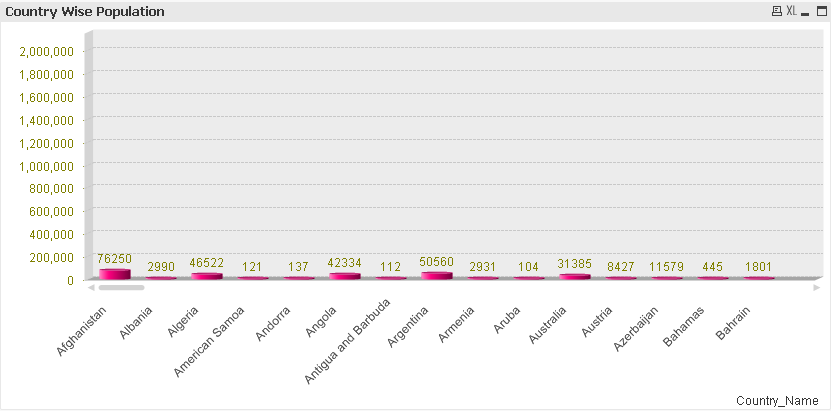 Country Wise Population
XL
2,000,000
1,800,000
1,600,000
1,400,000
1,200,000
1,000,000
800,000
600,000
400,000
200,000
0
76250 2990 46522 121 137 42334 112 50560 2931 104 31385 8427 11579 445 1801
Afghanistan Albania Algeria American Samoa Andorra Angola Antigua and Barbuda Argentina Armenia Aruba Australia Austria Azerbaijan Bahamas Bahrain
Country_Name